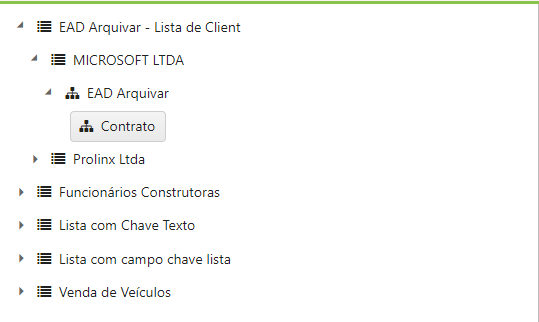 EAD Arquivar - Lista de Client
MICROSOFT LTDA
EAD Arquivar
Contrato
Prolinx Ltda
Funcionários Construtoras
Lista com Chave Texto
Lista com campo chave lista
Venda de Veículos